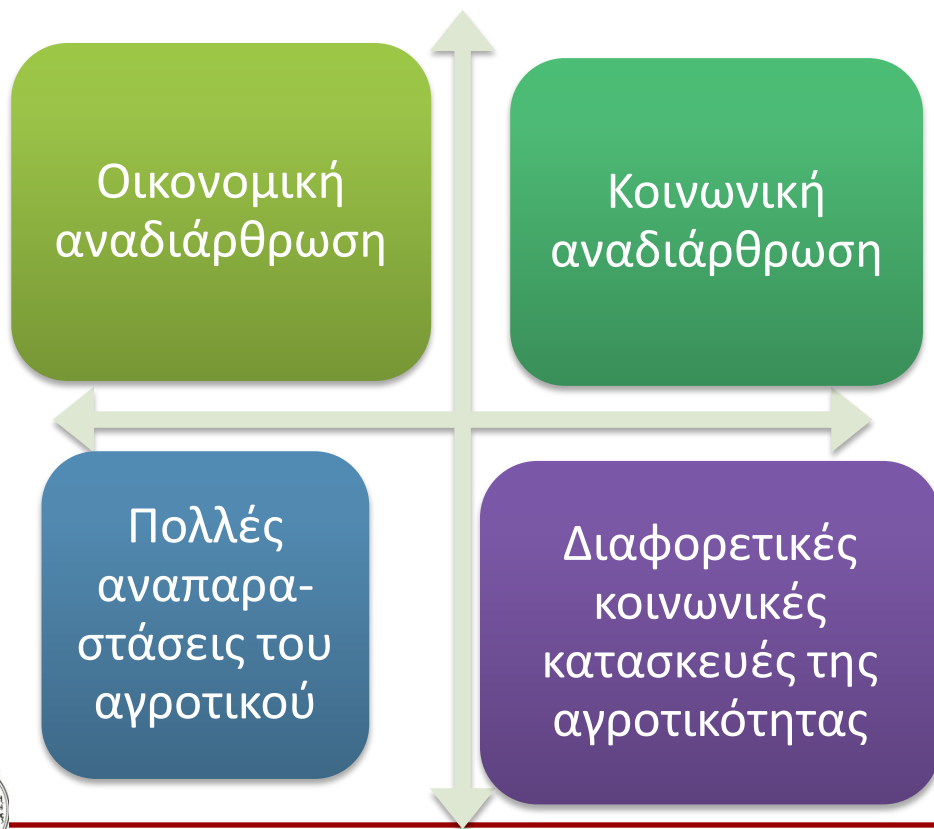 Οικονομική
αναδιάρθρωση
Κοινωνική
αναδιάρθρωση
Πολλές
αναπαρα-
στάσεις του
αγροτικού
Διαφορετικές
κοινωνικές
κατασκευές της
αγροτικότητας